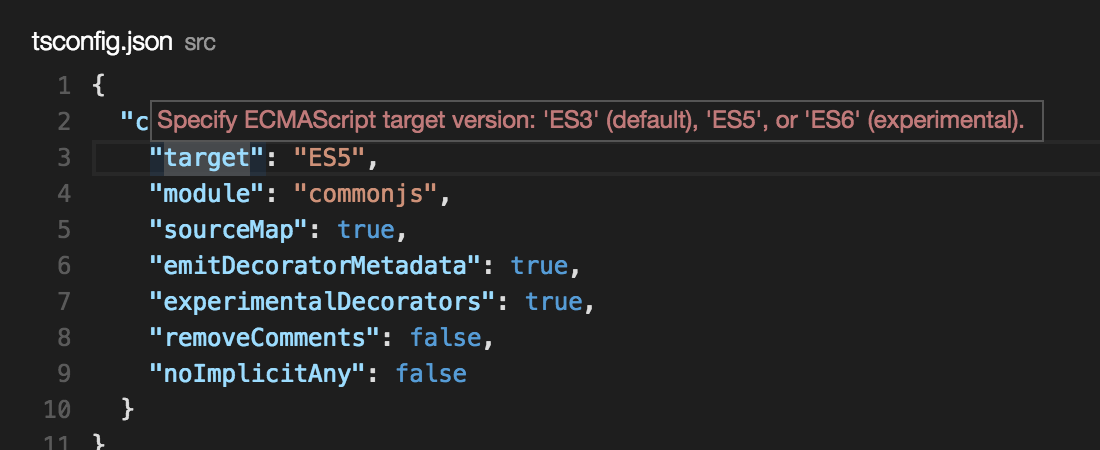 tsconfig.json src
1 {
2 "c
Specify ECMAScript target version: 'ES3' (default), 'ES5', or 'ES6' (experimental).
3 "target": "ES5",
4 "module": "commonjs",
5 "sourceMap": true,
6 "emitDecoratorMetadata": true,
7 "experimentalDecorators": true,
8 "removeComments": false,
9 "noImplicitAny": false
10 }
11 }